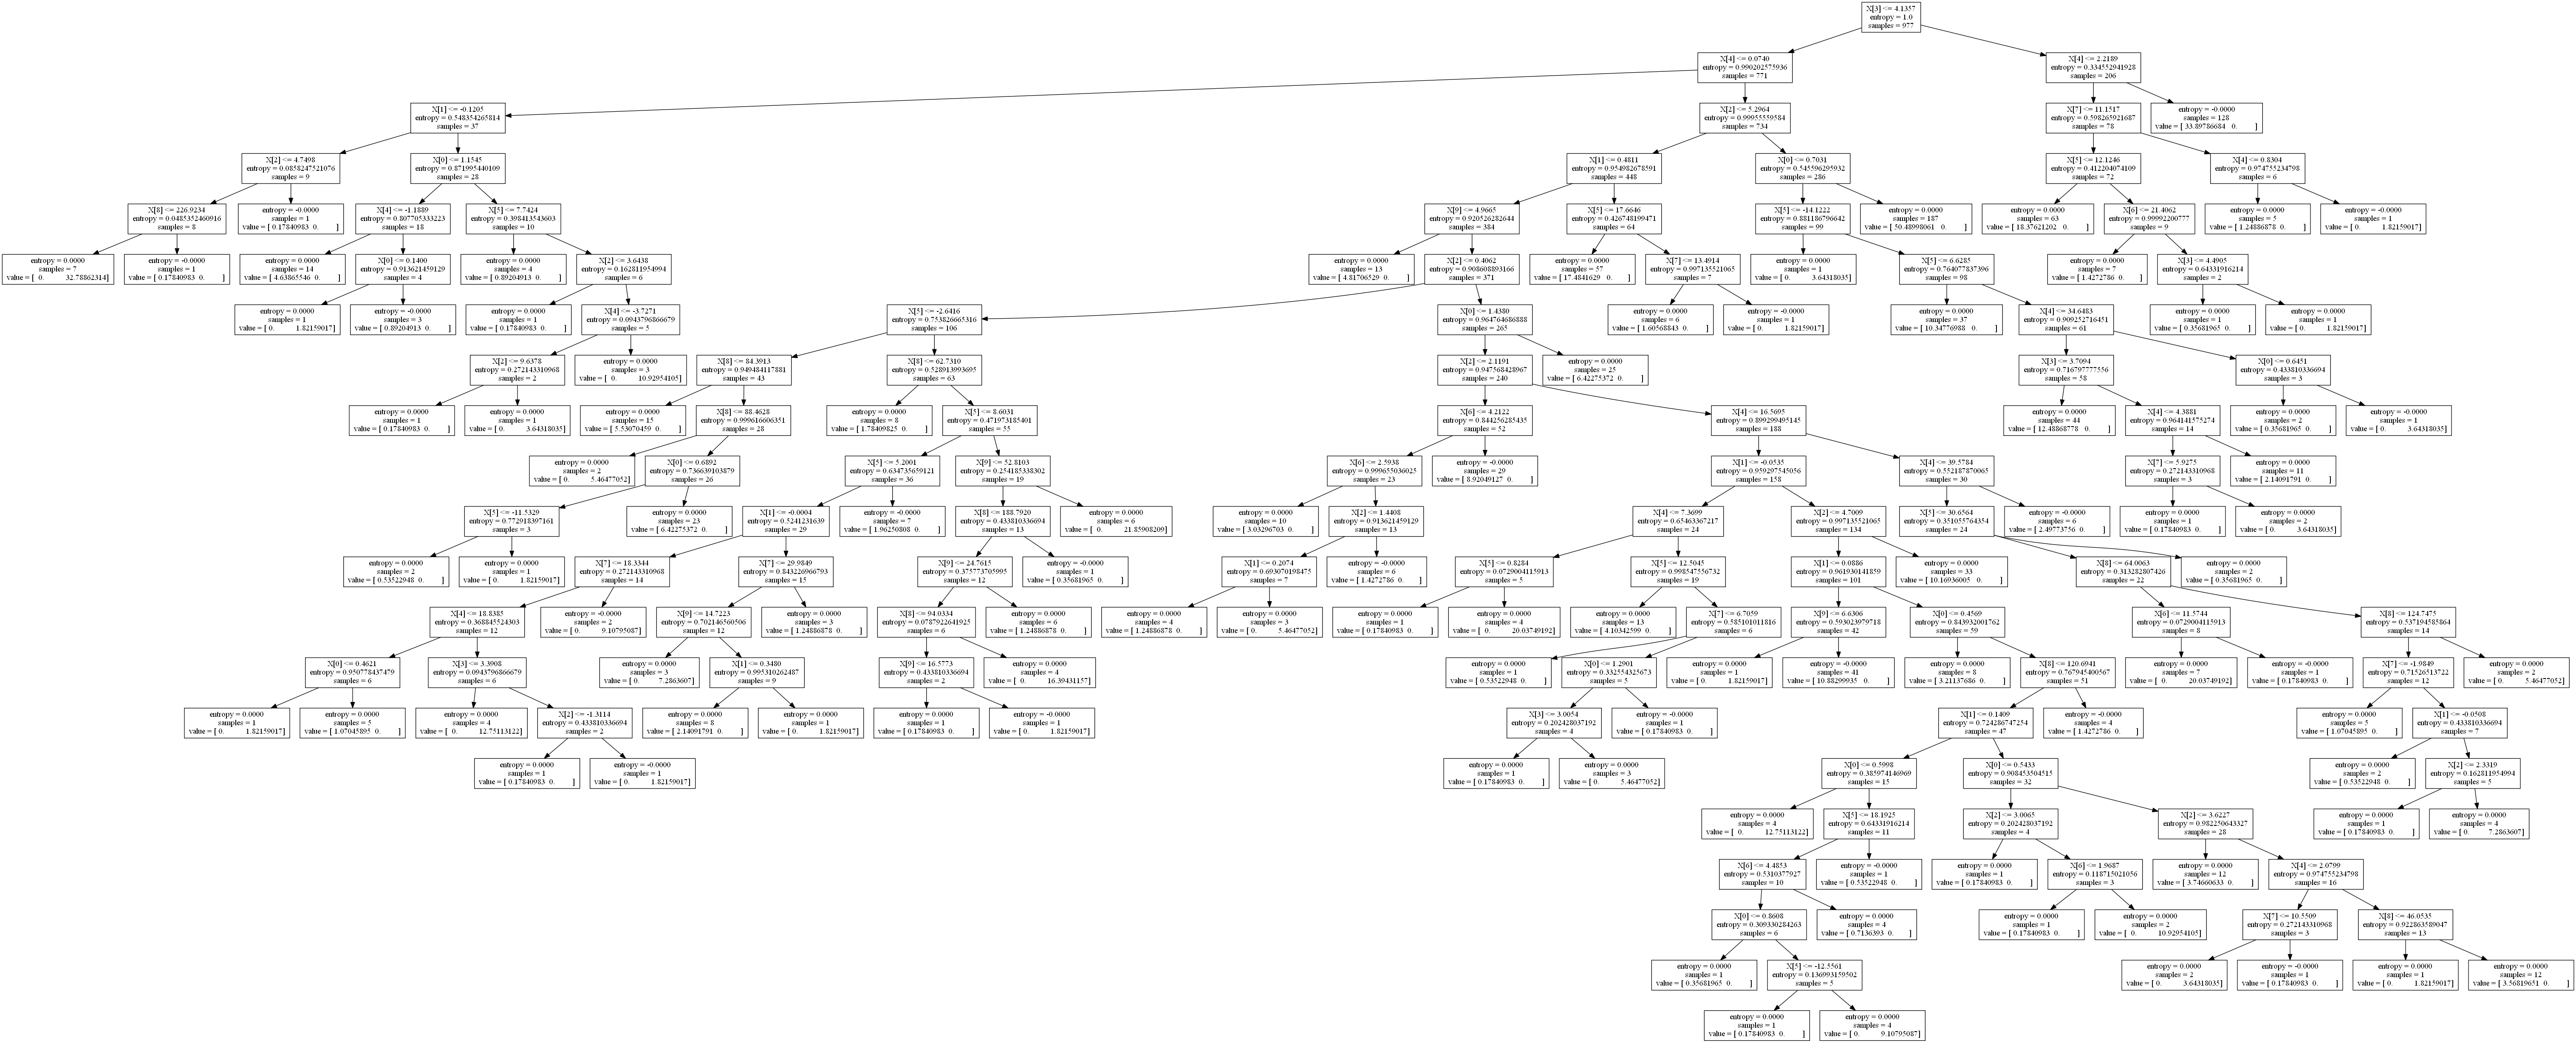 X[3] <= 4.1357
entropy = 1.0
samples = 977
X[4] <= 0.0740
entropy = 0.990202575936
samples = 771
X[4] <= 2.2189
entropy = 0.334552941928
samples = 206
X[1] <= -0.1205
entropy = 0.548354265814
samples = 37
X[2] <= 5.2964
entropy = 0.99955559584
samples = 734
X[7] <= 11.1517
entropy = 0.598265921687
samples = 78
entropy = -0.0000
samples = 128
value = [ 33.89786684 0. ]
X[2] <= 4.7498
entropy = 0.0858247521076
samples = 9
X[0] <= 1.1545
entropy = 0.871995440109
samples = 28
X[1] <= 0.4811
entropy = 0.954982678591
samples = 448
X[0] <= 0.7031
entropy = 0.545596295932
samples = 286
X[5] <= 12.1246
entropy = 0.412204074109
samples = 72
X[4] <= 0.8304
entropy = 0.974755234798
samples = 6
X[8] <= 226.9234
entropy = 0.0485352460916
samples = 8
entropy = -0.0000
samples = 1
value = [ 0.17840983 0. ]
X[4] <= -1.1889
entropy = 0.807705333223
samples = 18
X[5] <= 7.7424
entropy = 0.398413543603
samples = 10
X[9] <= 4.9665
entropy = 0.920526282644
samples = 384
X[5] <= 17.6646
entropy = 0.426748199471
samples = 64
X[5] <= -14.1222
entropy = 0.881186796642
samples = 99
entropy = 0.0000
samples = 187
value = [ 50.48998061 0. ]
entropy = 0.0000
samples = 63
value = [ 18.37621202 0. ]
X[6] <= 21.4062
entropy = 0.99992200777
samples = 9
entropy = 0.0000
samples = 5
value = [ 1.24886878 0. ]
entropy = -0.0000
samples = 1
value = [ 0. 1.82159017]
entropy = 0.0000
samples = 7
value = [ 0. 32.78862314]
entropy = -0.0000
samples = 1
value = [ 0.17840983 0. ]
entropy = 0.0000
samples = 14
value = [ 4.63865546 0. ]
X[0] <= 0.1400
entropy = 0.913621459129
samples = 4
entropy = 0.0000
samples = 4
value = [ 0.89204913 0. ]
X[2] <= 3.6438
entropy = 0.162811954994
samples = 6
entropy = 0.0000
samples = 13
value = [ 4.81706529 0. ]
X[2] <= 0.4062
entropy = 0.908608893166
samples = 371
entropy = 0.0000
samples = 57
value = [ 17.4841629 0. ]
X[7] <= 13.4914
entropy = 0.997135521065
samples = 7
entropy = 0.0000
samples = 1
value = [ 0. 3.64318035]
X[5] <= 6.6285
entropy = 0.764077837396
samples = 98
entropy = 0.0000
samples = 7
value = [ 1.4272786 0. ]
X[3] <= 4.4905
entropy = 0.64331916214
samples = 2
entropy = 0.0000
samples = 1
value = [ 0. 1.82159017]
entropy = -0.0000
samples = 3
value = [ 0.89204913 0. ]
entropy = 0.0000
samples = 1
value = [ 0.17840983 0. ]
X[4] <= -3.7271
entropy = 0.0943796866679
samples = 5
X[5] <= -2.6416
entropy = 0.753826665316
samples = 106
X[0] <= 1.4380
entropy = 0.964764686888
samples = 265
entropy = 0.0000
samples = 6
value = [ 1.60568843 0. ]
entropy = -0.0000
samples = 1
value = [ 0. 1.82159017]
entropy = 0.0000
samples = 37
value = [ 10.34776988 0. ]
X[4] <= 34.6483
entropy = 0.909252716451
samples = 61
entropy = 0.0000
samples = 1
value = [ 0.35681965 0. ]
entropy = 0.0000
samples = 1
value = [ 0. 1.82159017]
X[2] <= 9.6378
entropy = 0.272143310968
samples = 2
entropy = 0.0000
samples = 3
value = [ 0. 10.92954105]
X[8] <= 84.3913
entropy = 0.949484117881
samples = 43
X[8] <= 62.7310
entropy = 0.528913993695
samples = 63
X[2] <= 2.1191
entropy = 0.947568428967
samples = 240
entropy = 0.0000
samples = 25
value = [ 6.42275372 0. ]
X[3] <= 3.7094
entropy = 0.716797777556
samples = 58
X[0] <= 0.6451
entropy = 0.433810336694
samples = 3
entropy = 0.0000
samples = 1
value = [ 0.17840983 0. ]
entropy = 0.0000
samples = 1
value = [ 0. 3.64318035]
entropy = 0.0000
samples = 15
value = [ 5.53070459 0. ]
X[8] <= 88.4628
entropy = 0.999616606351
samples = 28
entropy = 0.0000
samples = 8
value = [ 1.78409825 0. ]
X[5] <= 8.6031
entropy = 0.471973185401
samples = 55
X[6] <= 4.2122
entropy = 0.844256285435
samples = 52
X[4] <= 16.5695
entropy = 0.899299495145
samples = 188
entropy = 0.0000
samples = 44
value = [ 12.48868778 0. ]
X[4] <= 4.3881
entropy = 0.964141575274
samples = 14
entropy = 0.0000
samples = 2
value = [ 0.35681965 0. ]
entropy = -0.0000
samples = 1
value = [ 0. 3.64318035]
entropy = 0.0000
samples = 2
value = [ 0. 5.46477052]
X[0] <= 0.6892
entropy = 0.736639103879
samples = 26
X[5] <= 5.2001
entropy = 0.634735659121
samples = 36
X[9] <= 52.8103
entropy = 0.254185338302
samples = 19
X[6] <= 2.5938
entropy = 0.999655036025
samples = 23
entropy = -0.0000
samples = 29
value = [ 8.92049127 0. ]
X[1] <= -0.0535
entropy = 0.959297545056
samples = 158
X[4] <= 39.5784
entropy = 0.552187870065
samples = 30
X[7] <= 5.9275
entropy = 0.272143310968
samples = 3
entropy = 0.0000
samples = 11
value = [ 2.14091791 0. ]
X[5] <= -11.5329
entropy = 0.772918397161
samples = 3
entropy = 0.0000
samples = 23
value = [ 6.42275372 0. ]
X[1] <= -0.0004
entropy = 0.5241231639
samples = 29
entropy = -0.0000
samples = 7
value = [ 1.96250808 0. ]
X[8] <= 188.7920
entropy = 0.433810336694
samples = 13
entropy = 0.0000
samples = 6
value = [ 0. 21.85908209]
entropy = 0.0000
samples = 10
value = [ 3.03296703 0. ]
X[2] <= 1.4408
entropy = 0.913621459129
samples = 13
X[4] <= 7.3699
entropy = 0.65463367217
samples = 24
X[2] <= 4.7009
entropy = 0.997135521065
samples = 134
X[5] <= 30.6564
entropy = 0.351055764354
samples = 24
entropy = -0.0000
samples = 6
value = [ 2.49773756 0. ]
entropy = 0.0000
samples = 1
value = [ 0.17840983 0. ]
entropy = 0.0000
samples = 2
value = [ 0. 3.64318035]
entropy = 0.0000
samples = 2
value = [ 0.53522948 0. ]
entropy = 0.0000
samples = 1
value = [ 0. 1.82159017]
X[7] <= 18.3344
entropy = 0.272143310968
samples = 14
X[7] <= 29.9849
entropy = 0.843226966793
samples = 15
X[9] <= 24.7615
entropy = 0.375773705995
samples = 12
entropy = -0.0000
samples = 1
value = [ 0.35681965 0. ]
X[1] <= 0.2074
entropy = 0.693070198475
samples = 7
entropy = -0.0000
samples = 6
value = [ 1.4272786 0. ]
X[5] <= 0.8284
entropy = 0.0729004115913
samples = 5
X[5] <= 12.5045
entropy = 0.998547556732
samples = 19
X[1] <= 0.0886
entropy = 0.961930141859
samples = 101
entropy = 0.0000
samples = 33
value = [ 10.16936005 0. ]
X[8] <= 64.0063
entropy = 0.313282807426
samples = 22
entropy = 0.0000
samples = 2
value = [ 0.35681965 0. ]
X[4] <= 18.8385
entropy = 0.368845524303
samples = 12
entropy = -0.0000
samples = 2
value = [ 0. 9.10795087]
X[9] <= 14.7223
entropy = 0.702146560506
samples = 12
entropy = 0.0000
samples = 3
value = [ 1.24886878 0. ]
X[8] <= 94.0334
entropy = 0.0787922641925
samples = 6
entropy = 0.0000
samples = 6
value = [ 1.24886878 0. ]
entropy = 0.0000
samples = 4
value = [ 1.24886878 0. ]
entropy = 0.0000
samples = 3
value = [ 0. 5.46477052]
entropy = 0.0000
samples = 1
value = [ 0.17840983 0. ]
entropy = 0.0000
samples = 4
value = [ 0. 20.03749192]
entropy = 0.0000
samples = 13
value = [ 4.10342599 0. ]
X[7] <= 6.7059
entropy = 0.585101011816
samples = 6
X[9] <= 6.6306
entropy = 0.593023979718
samples = 42
X[0] <= 0.4569
entropy = 0.843932001762
samples = 59
X[6] <= 11.5744
entropy = 0.0729004115913
samples = 8
X[8] <= 124.7475
entropy = 0.537194585864
samples = 14
X[0] <= 0.4621
entropy = 0.950778437479
samples = 6
X[3] <= 3.3908
entropy = 0.0943796866679
samples = 6
entropy = 0.0000
samples = 3
value = [ 0. 7.2863607]
X[1] <= 0.3480
entropy = 0.995310262487
samples = 9
X[9] <= 16.5773
entropy = 0.433810336694
samples = 2
entropy = 0.0000
samples = 4
value = [ 0. 16.39431157]
entropy = 0.0000
samples = 1
value = [ 0.53522948 0. ]
X[0] <= 1.2901
entropy = 0.332554325673
samples = 5
entropy = 0.0000
samples = 1
value = [ 0. 1.82159017]
entropy = -0.0000
samples = 41
value = [ 10.88299935 0. ]
entropy = 0.0000
samples = 8
value = [ 3.21137686 0. ]
X[8] <= 120.6941
entropy = 0.767945400567
samples = 51
entropy = 0.0000
samples = 7
value = [ 0. 20.03749192]
entropy = -0.0000
samples = 1
value = [ 0.17840983 0. ]
X[7] <= -1.9849
entropy = 0.71526513722
samples = 12
entropy = 0.0000
samples = 2
value = [ 0. 5.46477052]
entropy = 0.0000
samples = 1
value = [ 0. 1.82159017]
entropy = 0.0000
samples = 5
value = [ 1.07045895 0. ]
entropy = 0.0000
samples = 4
value = [ 0. 12.75113122]
X[2] <= -1.3114
entropy = 0.433810336694
samples = 2
entropy = 0.0000
samples = 8
value = [ 2.14091791 0. ]
entropy = 0.0000
samples = 1
value = [ 0. 1.82159017]
entropy = 0.0000
samples = 1
value = [ 0.17840983 0. ]
entropy = -0.0000
samples = 1
value = [ 0. 1.82159017]
X[3] <= 3.0054
entropy = 0.202428037192
samples = 4
entropy = -0.0000
samples = 1
value = [ 0.17840983 0. ]
X[1] <= 0.1409
entropy = 0.724286747254
samples = 47
entropy = -0.0000
samples = 4
value = [ 1.4272786 0. ]
entropy = 0.0000
samples = 5
value = [ 1.07045895 0. ]
X[1] <= -0.0508
entropy = 0.433810336694
samples = 7
entropy = 0.0000
samples = 1
value = [ 0.17840983 0. ]
entropy = -0.0000
samples = 1
value = [ 0. 1.82159017]
entropy = 0.0000
samples = 1
value = [ 0.17840983 0. ]
entropy = 0.0000
samples = 3
value = [ 0. 5.46477052]
X[0] <= 0.5998
entropy = 0.385974146969
samples = 15
X[0] <= 0.5433
entropy = 0.908453504515
samples = 32
entropy = 0.0000
samples = 2
value = [ 0.53522948 0. ]
X[2] <= 2.3319
entropy = 0.162811954994
samples = 5
entropy = 0.0000
samples = 4
value = [ 0. 12.75113122]
X[5] <= 18.1925
entropy = 0.64331916214
samples = 11
X[2] <= 3.0065
entropy = 0.202428037192
samples = 4
X[2] <= 3.6227
entropy = 0.982250643327
samples = 28
entropy = 0.0000
samples = 1
value = [ 0.17840983 0. ]
entropy = 0.0000
samples = 4
value = [ 0. 7.2863607]
X[6] <= 4.4853
entropy = 0.5310377927
samples = 10
entropy = -0.0000
samples = 1
value = [ 0.53522948 0. ]
entropy = 0.0000
samples = 1
value = [ 0.17840983 0. ]
X[6] <= 1.9687
entropy = 0.118715021056
samples = 3
entropy = 0.0000
samples = 12
value = [ 3.74660633 0. ]
X[4] <= 2.0799
entropy = 0.974755234798
samples = 16
X[0] <= 0.8608
entropy = 0.309330284263
samples = 6
entropy = 0.0000
samples = 4
value = [ 0.7136393 0. ]
entropy = 0.0000
samples = 1
value = [ 0.17840983 0. ]
entropy = 0.0000
samples = 2
value = [ 0. 10.92954105]
X[7] <= 10.5509
entropy = 0.272143310968
samples = 3
X[8] <= 46.0535
entropy = 0.922863589047
samples = 13
entropy = 0.0000
samples = 1
value = [ 0.35681965 0. ]
X[5] <= -12.5561
entropy = 0.136993159502
samples = 5
entropy = 0.0000
samples = 2
value = [ 0. 3.64318035]
entropy = -0.0000
samples = 1
value = [ 0.17840983 0. ]
entropy = 0.0000
samples = 1
value = [ 0. 1.82159017]
entropy = 0.0000
samples = 12
value = [ 3.56819651 0. ]
entropy = 0.0000
samples = 1
value = [ 0.17840983 0. ]
entropy = 0.0000
samples = 4
value = [ 0. 9.10795087]